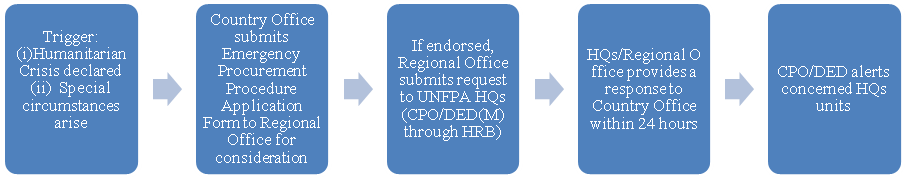 Trigger:
(i)Humanitarian
Crisis declared
(ii) Special
circumstances
arise
Country Office
submits
Emergency
Procurement
Procedure
Application
Form to Regional
Office for
consideration
If endorsed,
Regional Office
submits request
to UNFPA HQs
(CPO/DED(M)
through HRB)
HQs/Regional O
ffice provides a
response to
Country Office
within 24 hours
CPO/DED alerts
concerned HQs
units